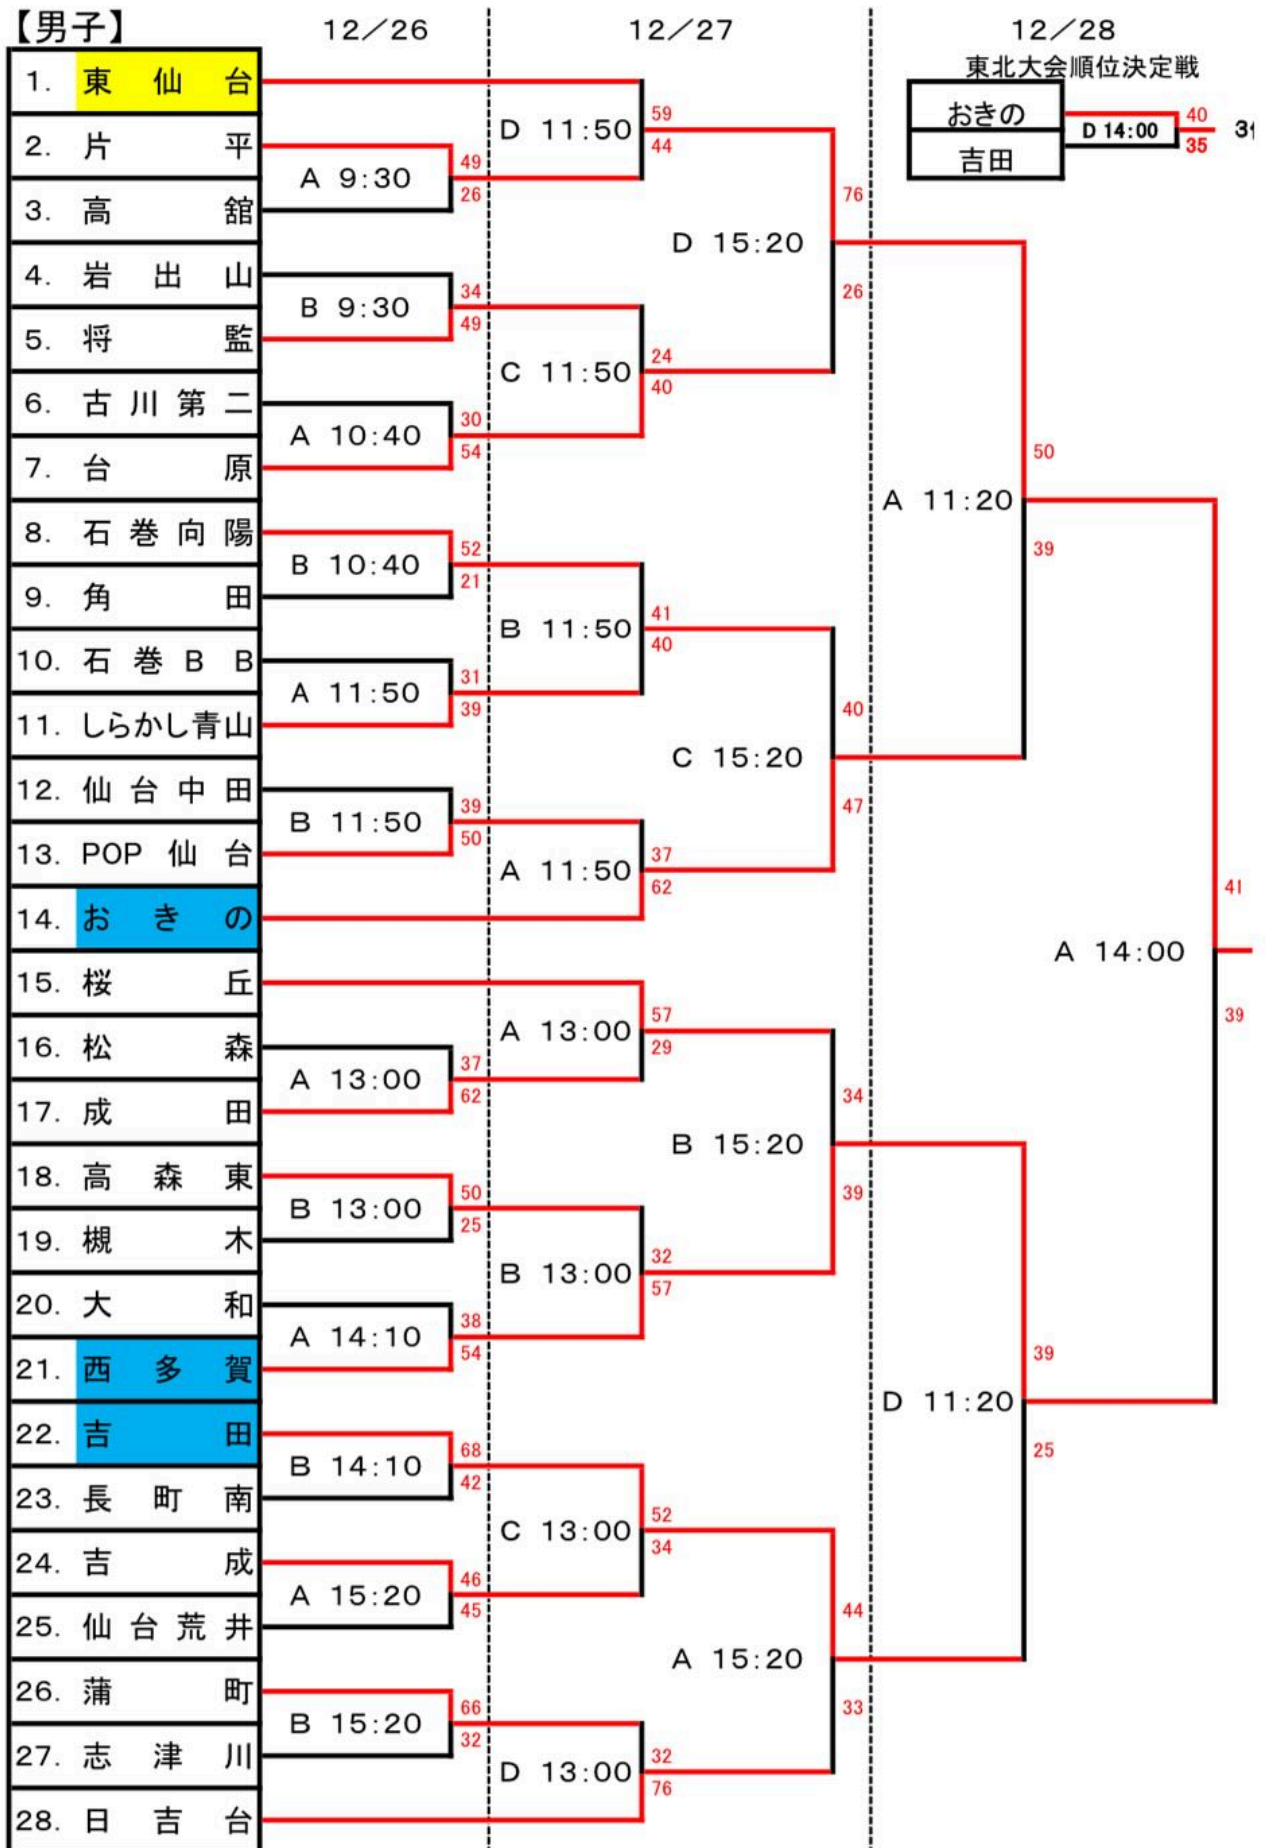 【男子】 12／26 12／27 12／28
東北大会順位決定戦
おきの 40
D 14:00
吉田 35
1. 東仙台
D 11:50 59
44
2. 片平
A 9:30 49
26
3. 高舘
76
D 15:20
26
4. 岩出山
B 9:30 34
49
5. 将監
C 11:50 24
40
6. 古川第二
A 10:40 30
54
7. 台原
50
A 11:20
39
8. 石巻向陽
B 10:40 52
21
9. 角田
B 11:50 41
40
10. 石巻ＢＢ
A 11:50 31
39
11. しらかし青山
40
C 15:20
47
12. 仙台中田
B 11:50 39
50
13. POP仙台
A 11:50 37
62
14. おきの
41
A 14:00
39
15. 桜丘
A 13:00 57
29
16. 松森
A 13:00 37
62
17. 成田
34
B 15:20
39
18. 高森東
B 13:00 50
25
19. 槻木
B 13:00 32
57
20. 大和
A 14:10 38
54
21. 西多賀
39
D 11:20
25
22. 吉田
B 14:10 68
42
23. 長町南
C 13:00 52
34
24. 吉成
A 15:20 46
45
25. 仙台荒井
44
A 15:20
33
26. 蒲町
B 15:20 66
32
27. 志津川
D 13:00 32
76
28. 日吉台